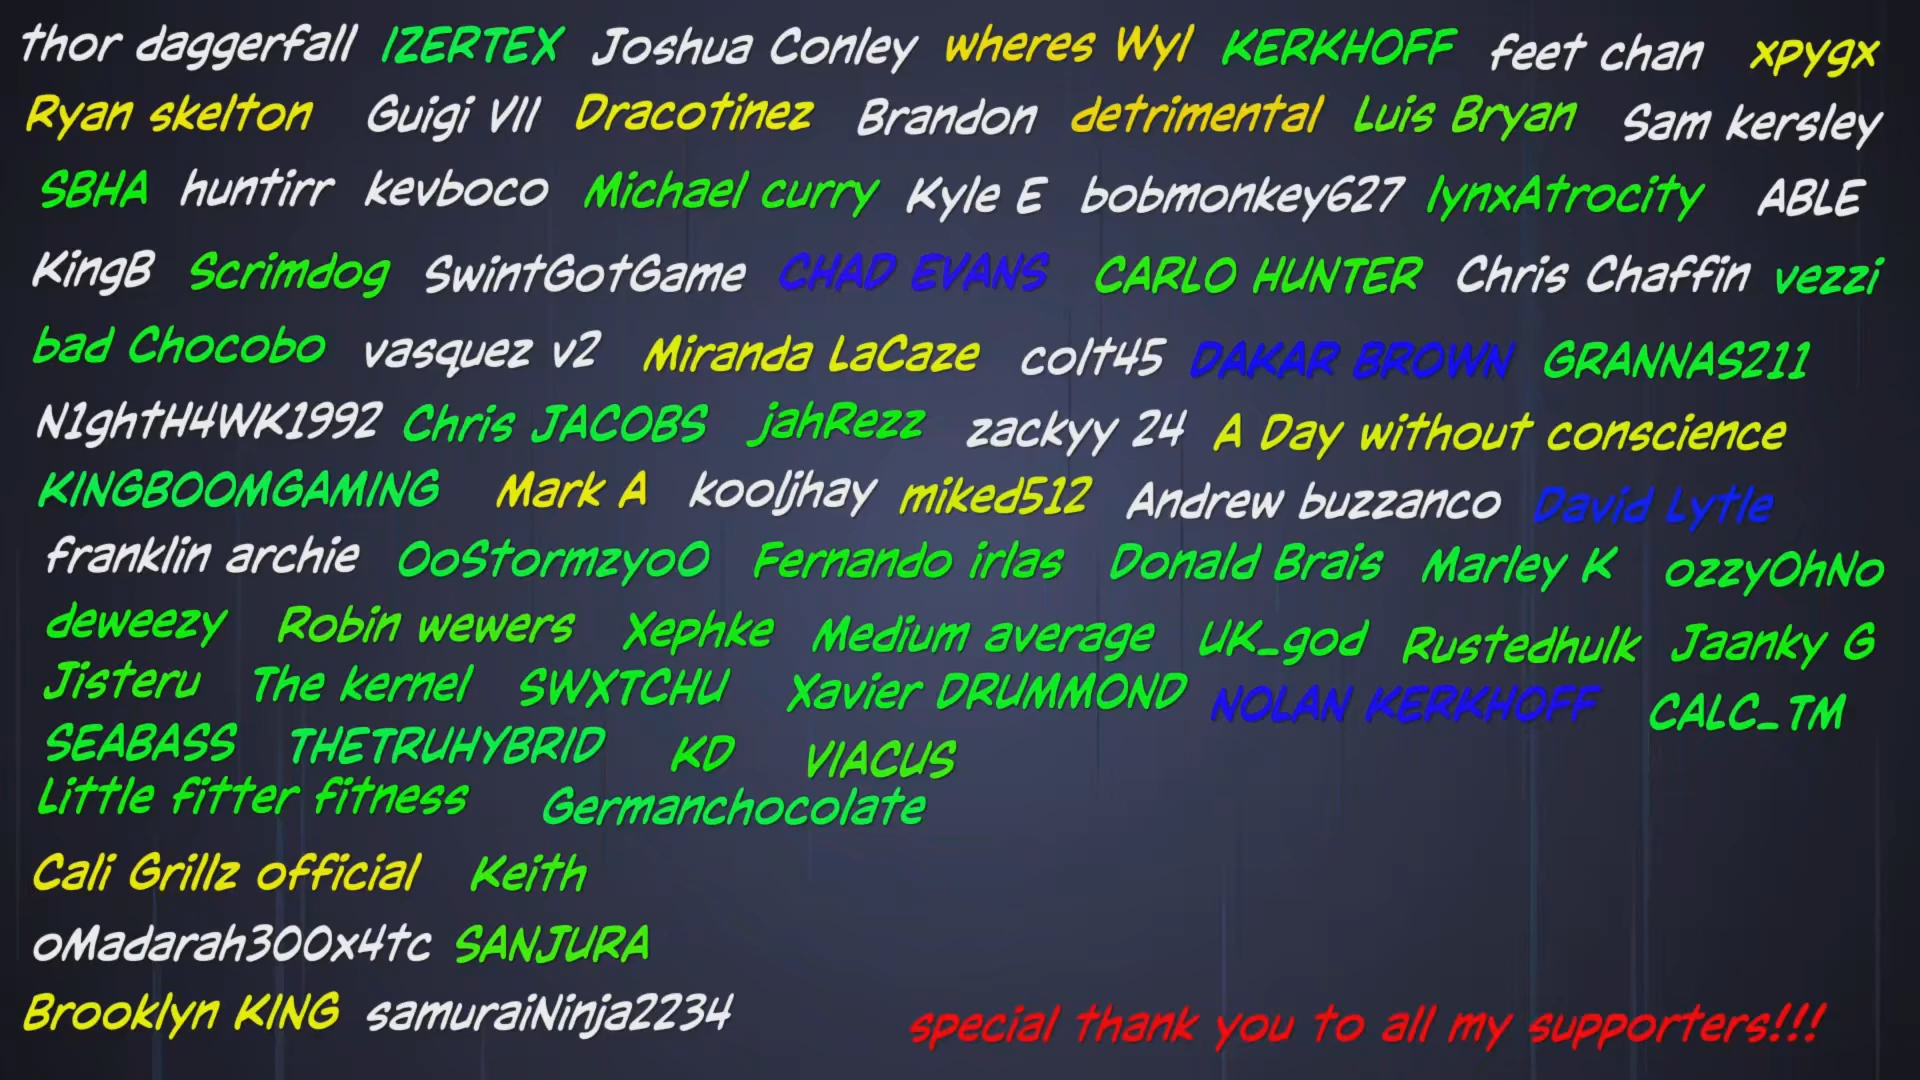 thor daggerfall IZERTEX Joshua Conley wheres Wyl KERKHOFF feet chan xpygx
Ryan skelton Guigi VII Dracotinez Brandon detrimental Luis Bryan Sam kersley
SBHA huntirr kevboco Michael curry Kyle E bobmonkey627 lynxAtrocity ABLE
KingB Scrimdog SwintGotGame CHAD EVANS CARLO HUNTER Chris Chaffin vezzi
bad Chocobo vasquez v2 Miranda LaCaze colt45 DAKAR BROWN GRANNAS211
N1ghtH4WK1992 Chris JACOBS jahRezz zackyy 24 A Day without conscience
KINGBOOMGAMING Mark A kooljhay miked512 Andrew buzzanco David Lytle
franklin archie OoStormzyoO Fernando irlas Donald Brais Marley K ozzyOhNo
deweezy Robin wewers Xephke Medium average UK_god Rustedhulk Jaanky G
Jisteru The kernel SWXTCHU Xavier DRUMMOND NOLAN KERKHOFF CALC_TM
SEABASS THETRUHYBRID KD VIACUS
Little fitter fitness Germanchocolate
Cali Grillz official Keith
oMadarah300x4tc SANJURA
Brooklyn KING samuraiNinja2234
special thank you to all my supporters!!!